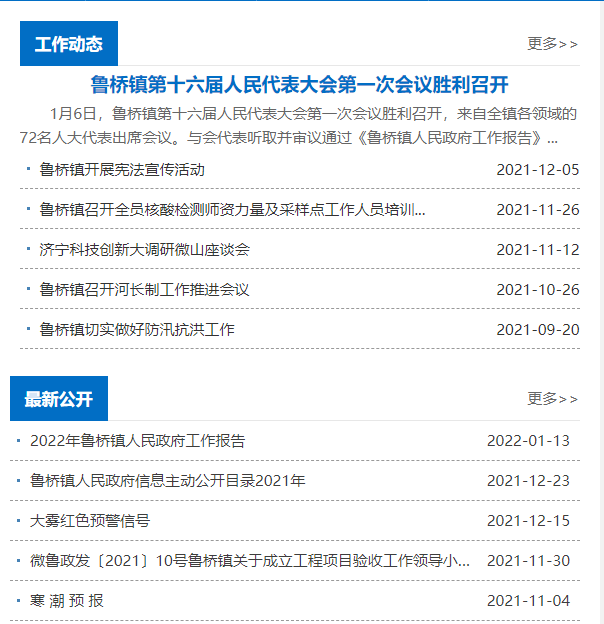 工作动态
更多>>
鲁桥镇第十六届人民代表大会第一次会议胜利召开
1月6日，鲁桥镇第十六届人民代表大会第一次会议胜利召开，来自全镇各领域的
72名人大代表出席会议。与会代表听取并审议通过《鲁桥镇人民政府工作报告》...
鲁桥镇开展宪法宣传活动 2021-12-05
鲁桥镇召开全员核酸检测师资力量及采样点工作人员培训... 2021-11-26
济宁科技创新大调研微山座谈会 2021-11-12
鲁桥镇召开河长制工作推进会议 2021-10-26
鲁桥镇切实做好防汛抗洪工作 2021-09-20
最新公开
更多>>
2022年鲁桥镇人民政府工作报告 2022-01-13
鲁桥镇人民政府信息主动公开目录2021年 2021-12-23
大雾红色预警信号 2021-12-15
微鲁政发〔2021〕10号鲁桥镇关于成立工程项目验收工作领导小... 2021-11-30
寒 潮 预 报 2021-11-04